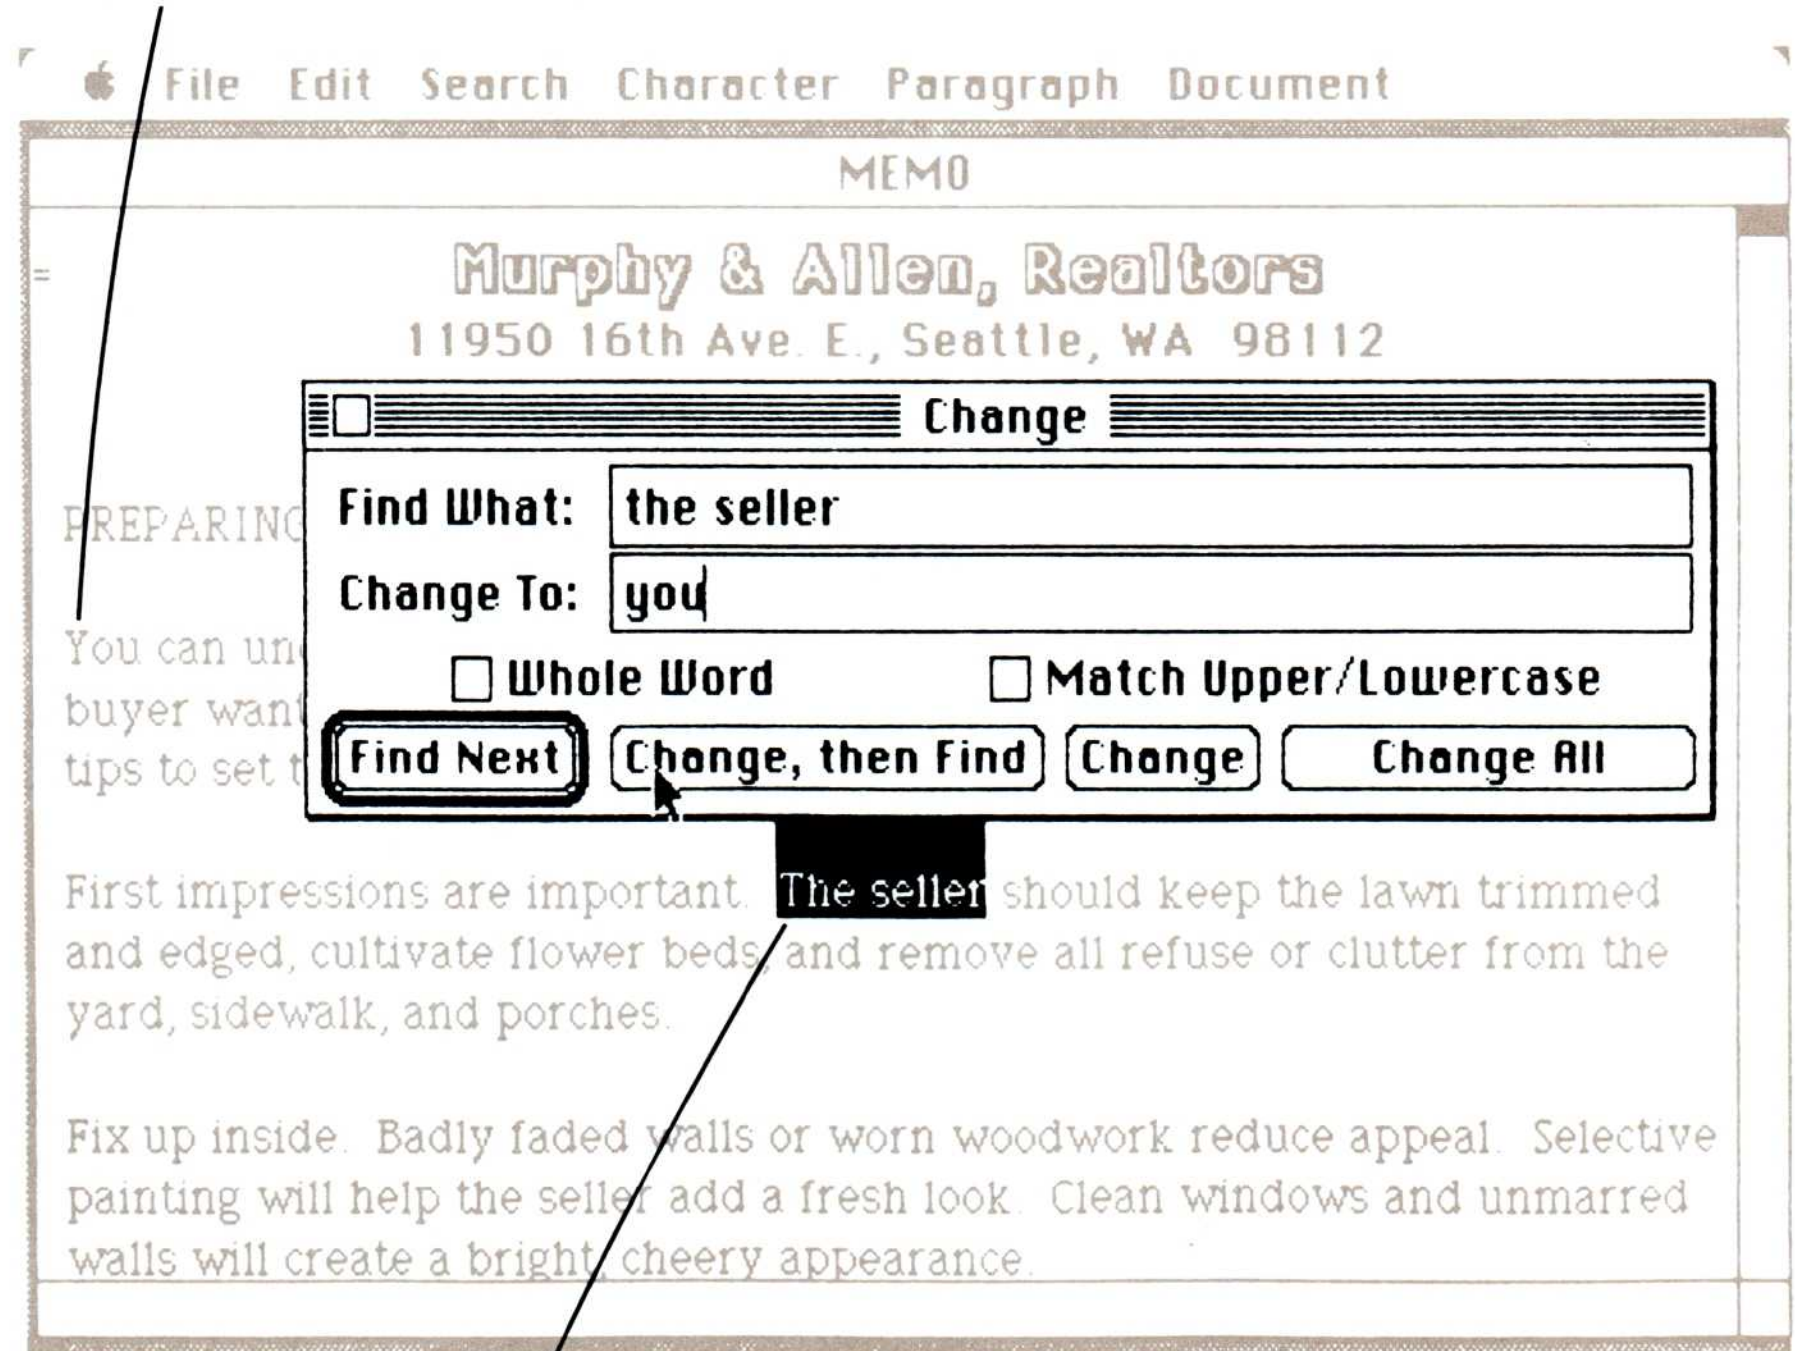 File Edit Search Character Paragraph Document
MEMO
Murphy & Allen, Realtors
11950 16th Ave. E., Seattle, WA 98112
Change
Find What: the seller
PREPARING
Change To: you
You can un
Whole Word Match Upper/Lowercase
buyer want
Find Next Change, then Find Change Change All
tips to set t
First impressions are important. The seller should keep the lawn trimmed
and edged, cultivate flower beds, and remove all refuse or clutter from the
yard, sidewalk, and porches.
Fix up inside. Badly faded walls or worn woodwork reduce appeal. Selective
painting will help the seller add a fresh look. Clean windows and unmarred
walls will create a bright, cheery appearance.